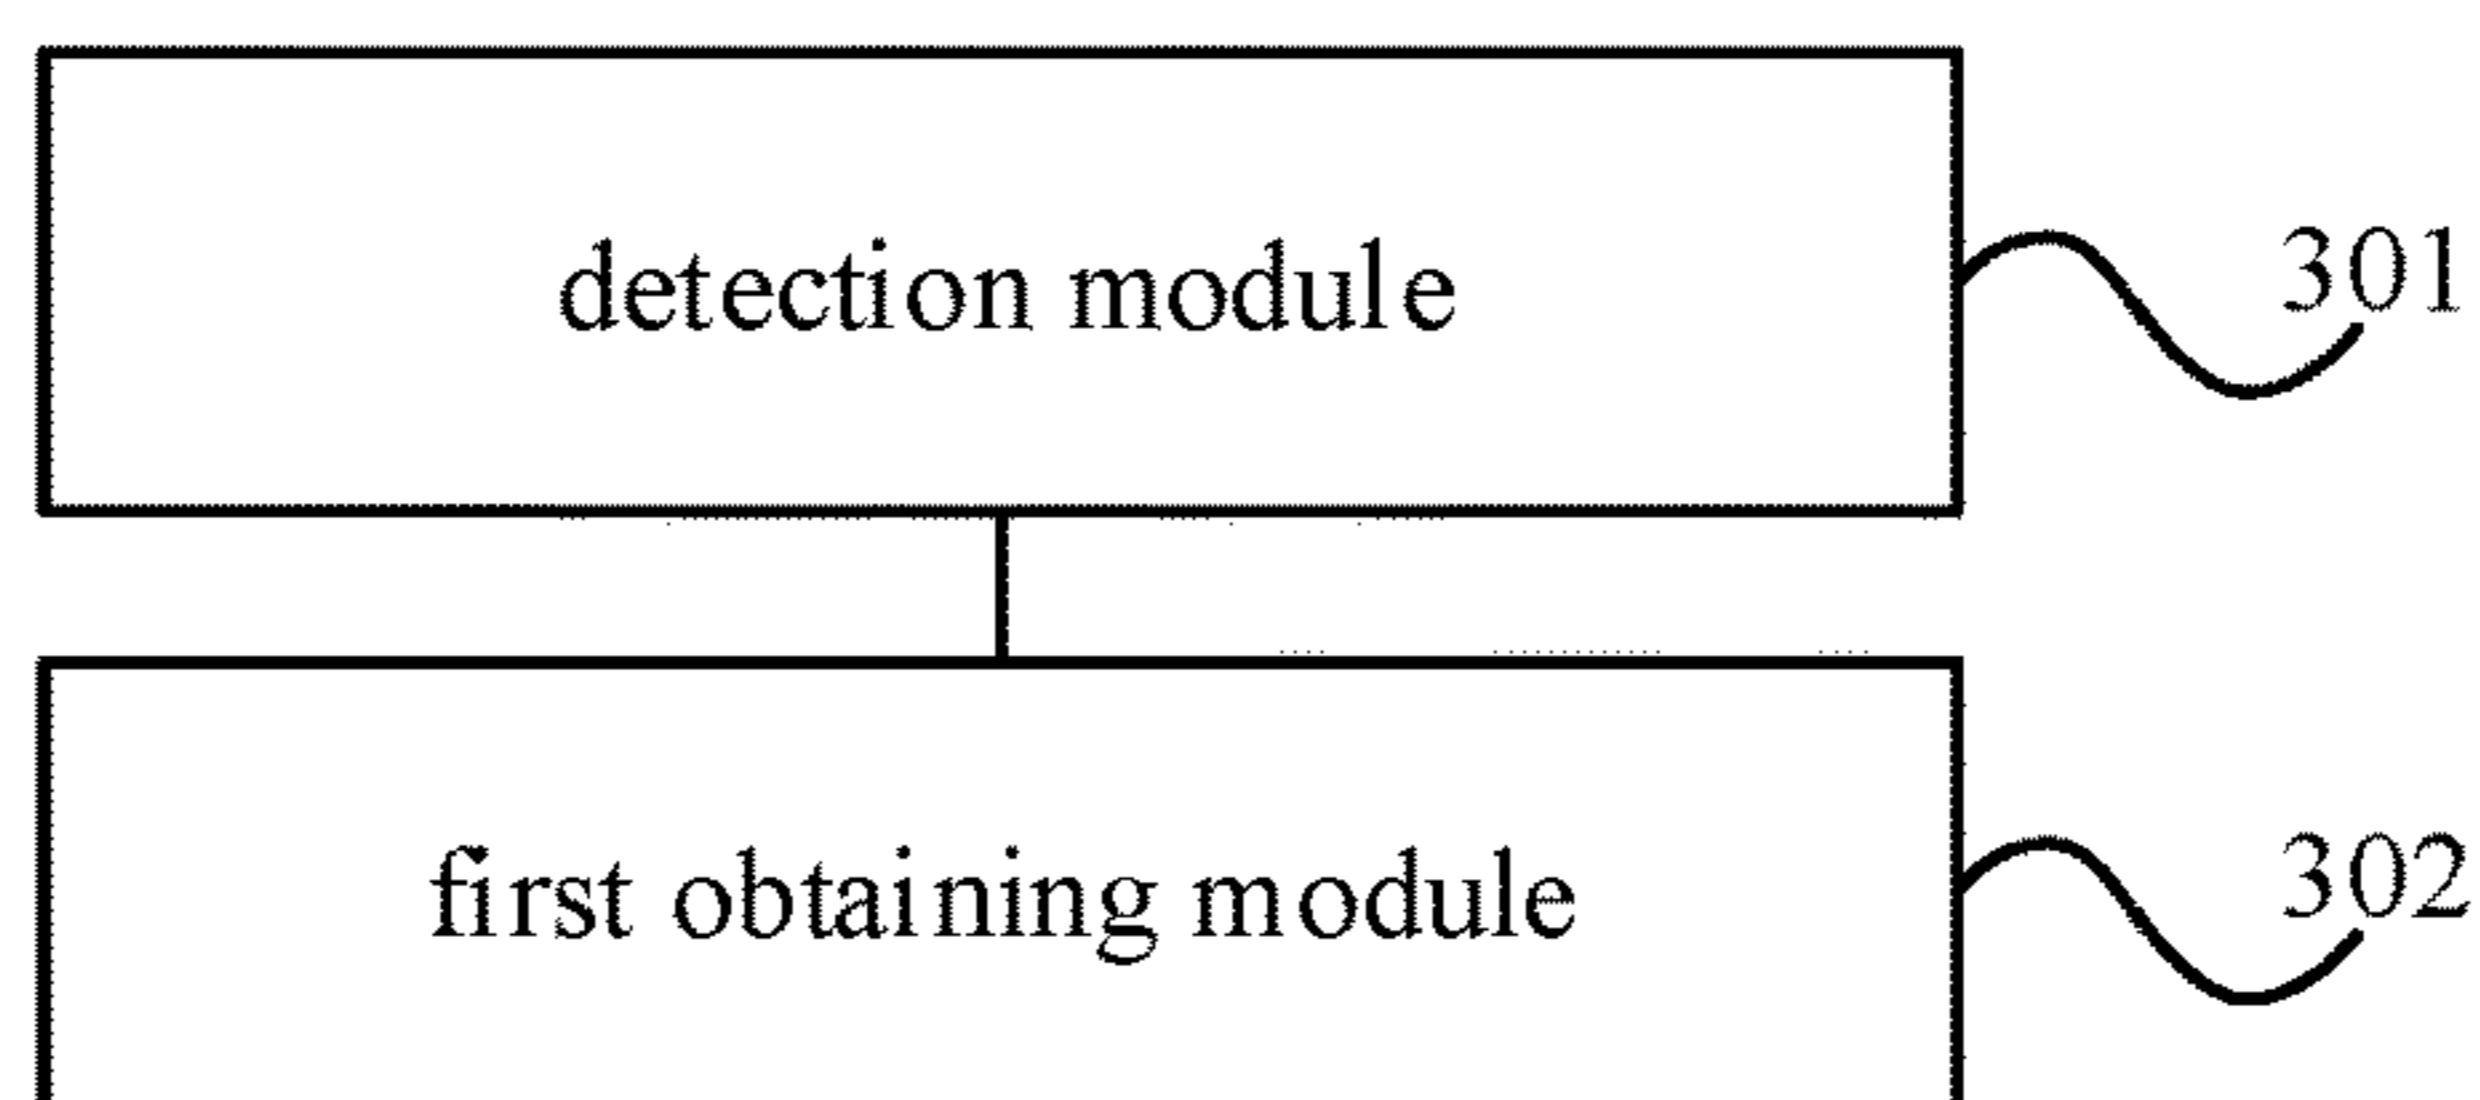 detection module
301
first obtaining module
302